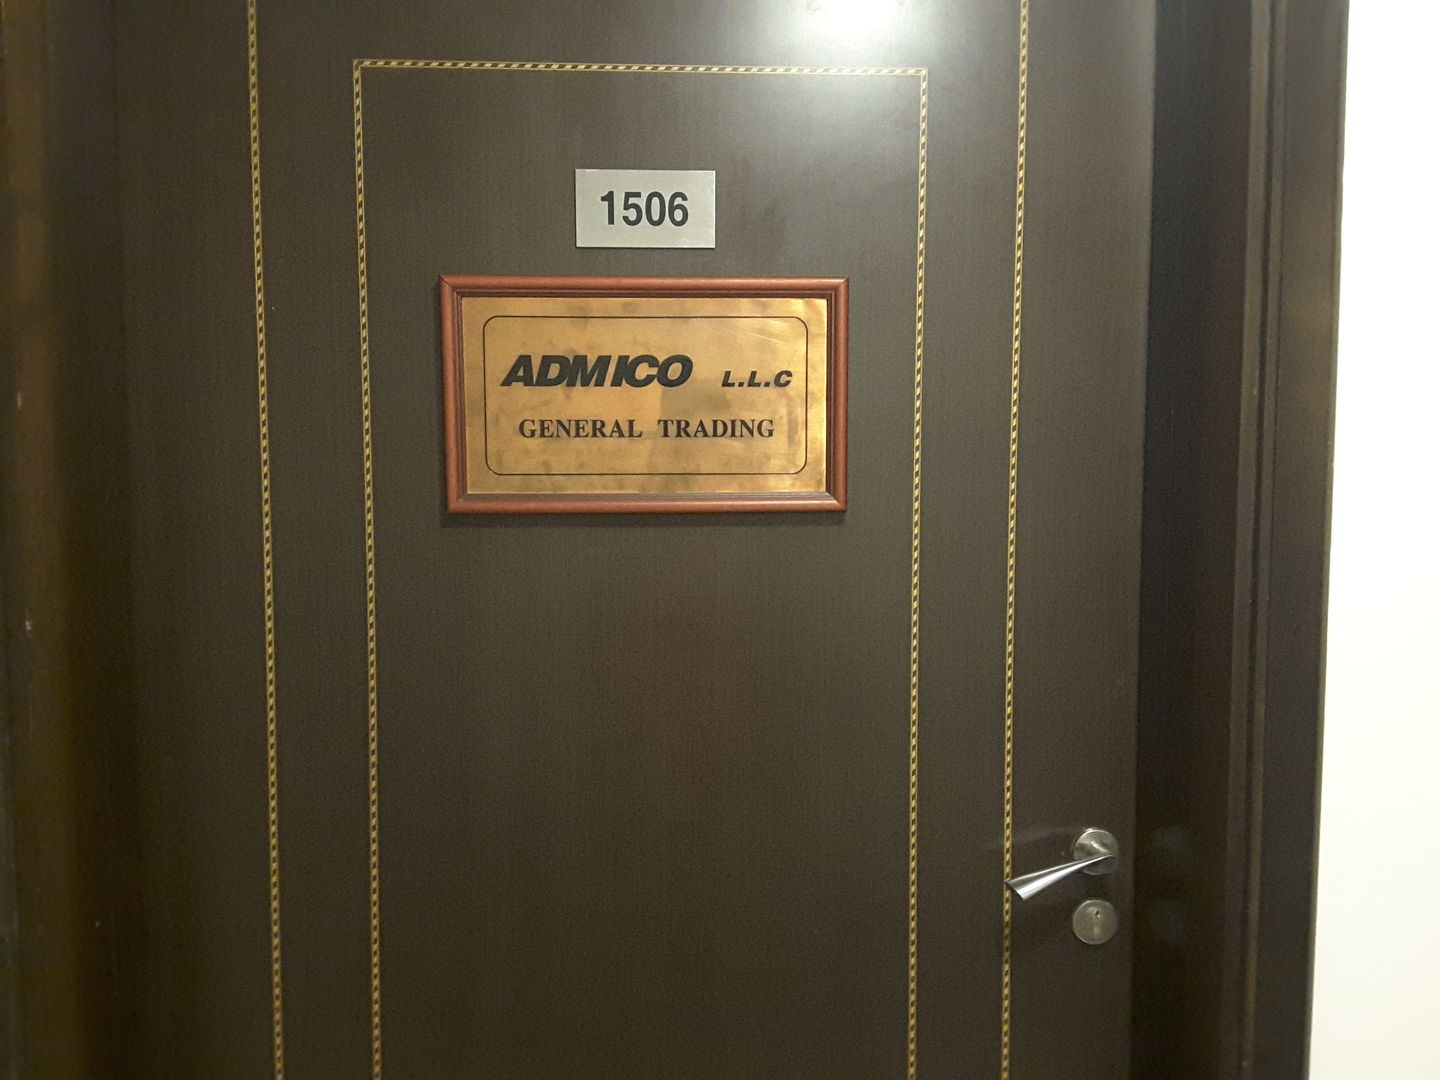 1506
ADMICO L.L.C
GENERAL TRADING